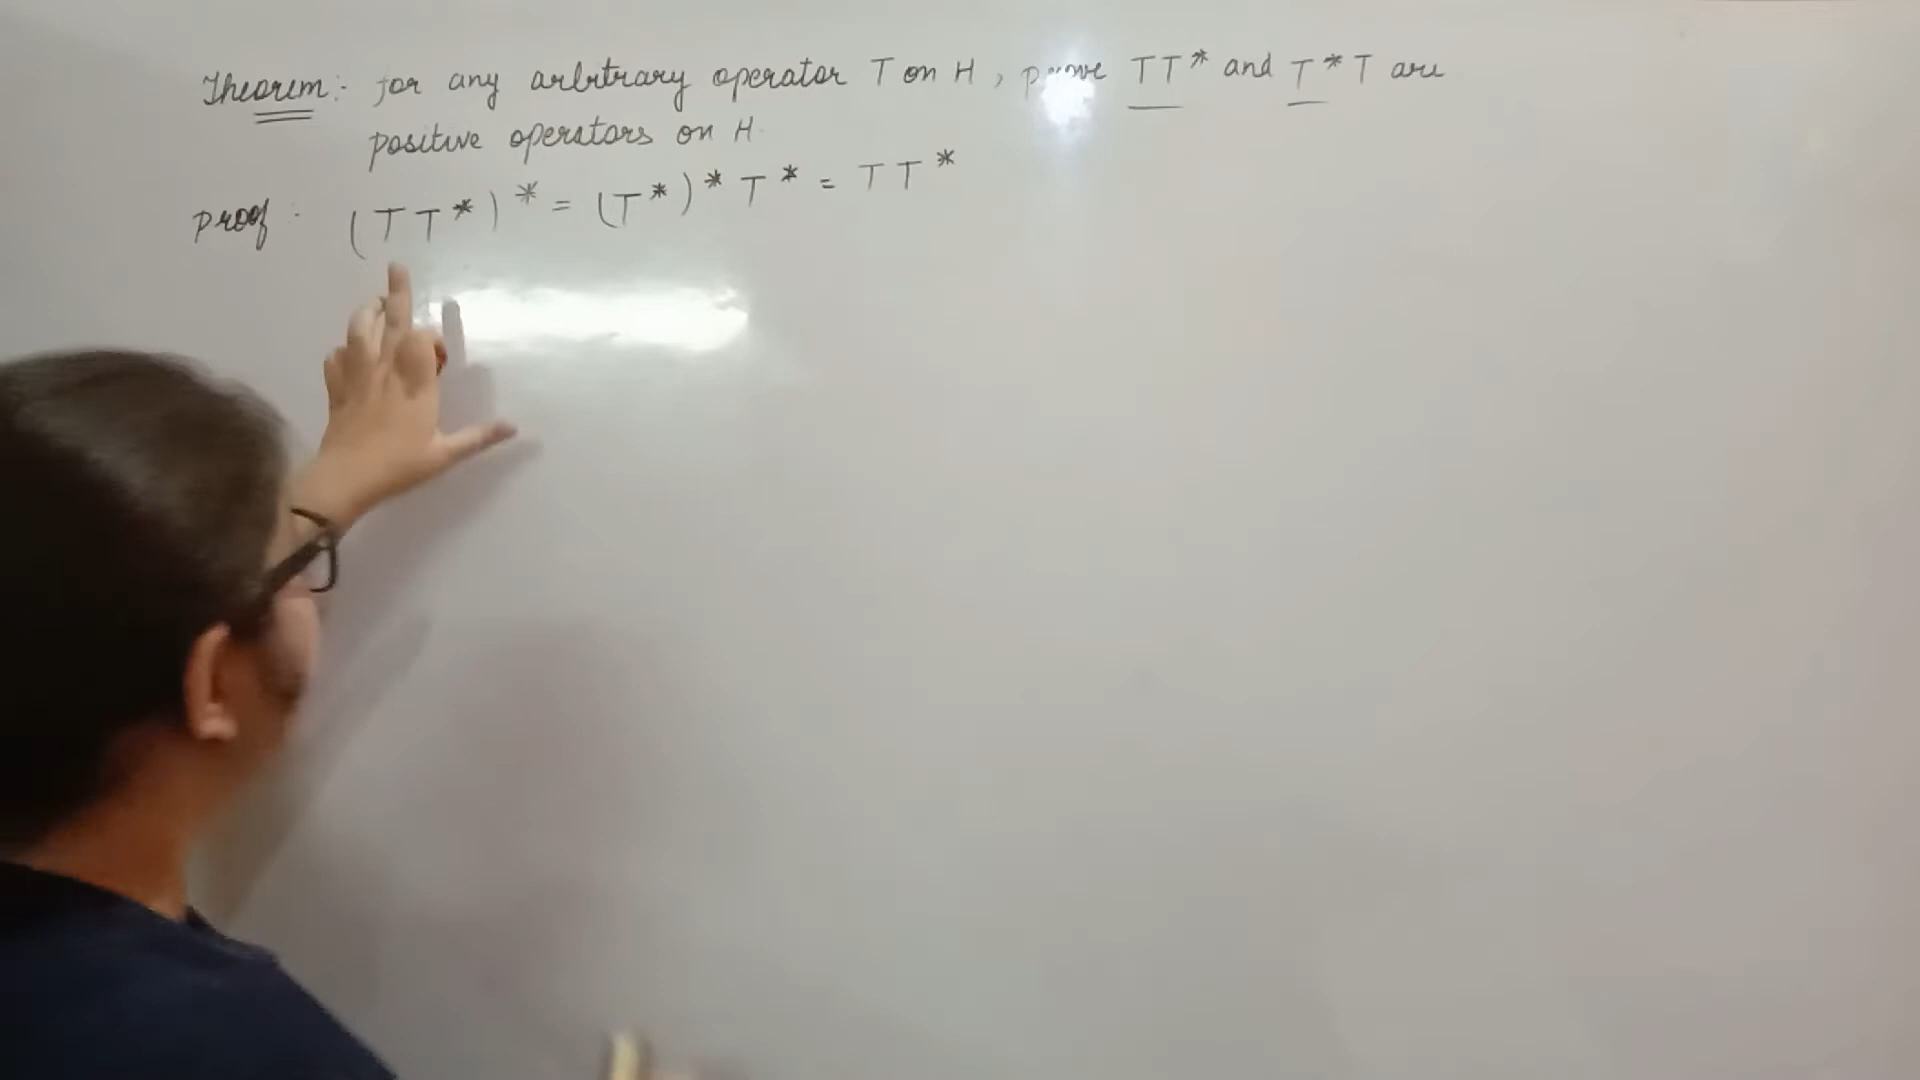 Theorem:- for any arbitrary operator T on H, prove TT* and T*T are
positive operators on H.
Proof: (TT*)* = (T*)* T* = TT*